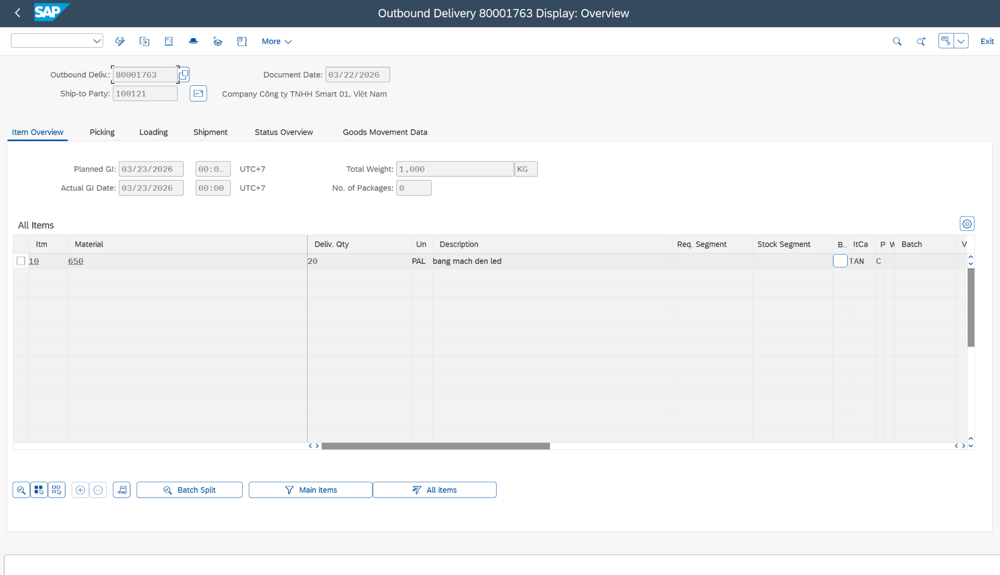 SAP Outbound Delivery 80001763 Display: Overview
More Exit
Outbound Deliv.: 80001763 Document Date: 03/22/2026
Ship-to Party: 100121 Company Công ty TNHH Smart 01, Việt Nam
Item Overview Picking Loading Shipment Status Overview Goods Movement Data
Planned GI: 03/23/2026 00:0... UTC+7 Total Weight: 1,000 KG
Actual GI Date: 03/23/2026 00:00 UTC+7 No. of Packages: 0
All Items
Itm Material Deliv. Qty Un Description Req. Segment Stock Segment B... ItCa P W Batch V
10 650 20 PAL bang mach den led TAN C
Batch Split Main items All items